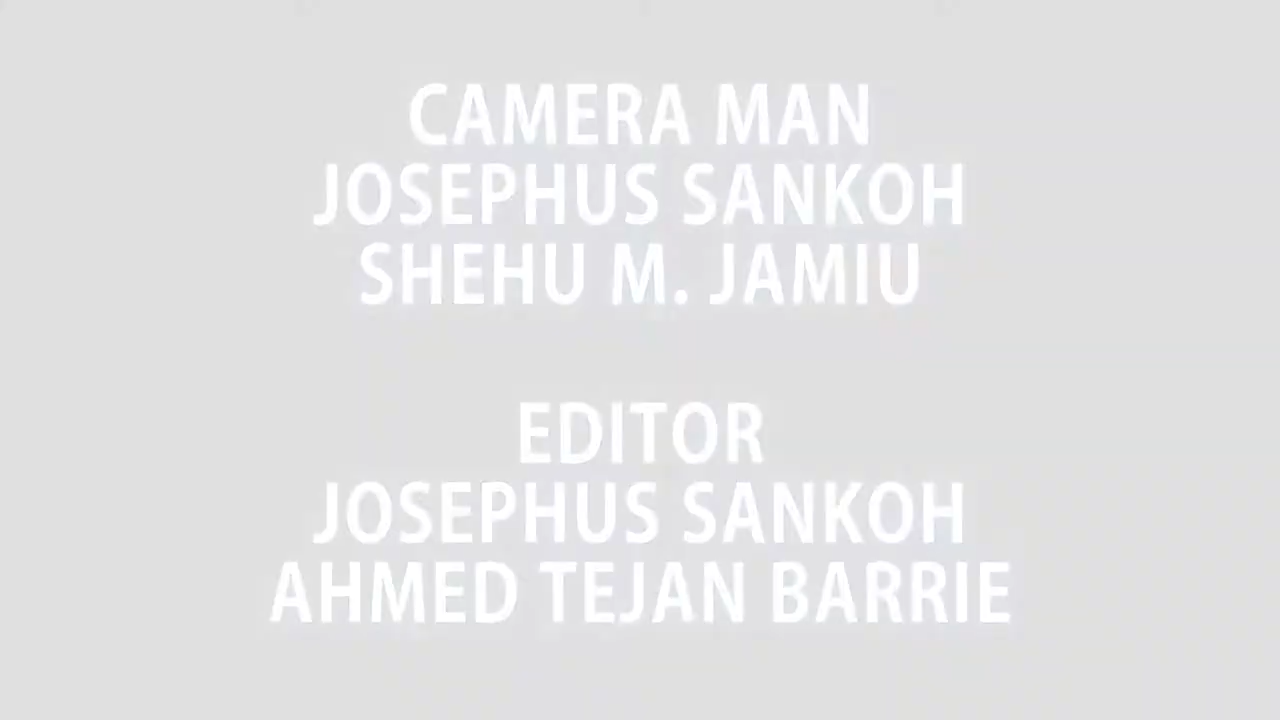 CAMERA MAN
JOSEPHUS SANKOH
SHEHU M. JAMIU
EDITOR
JOSEPHUS SANKOH
AHMED TEJAN BARRIE